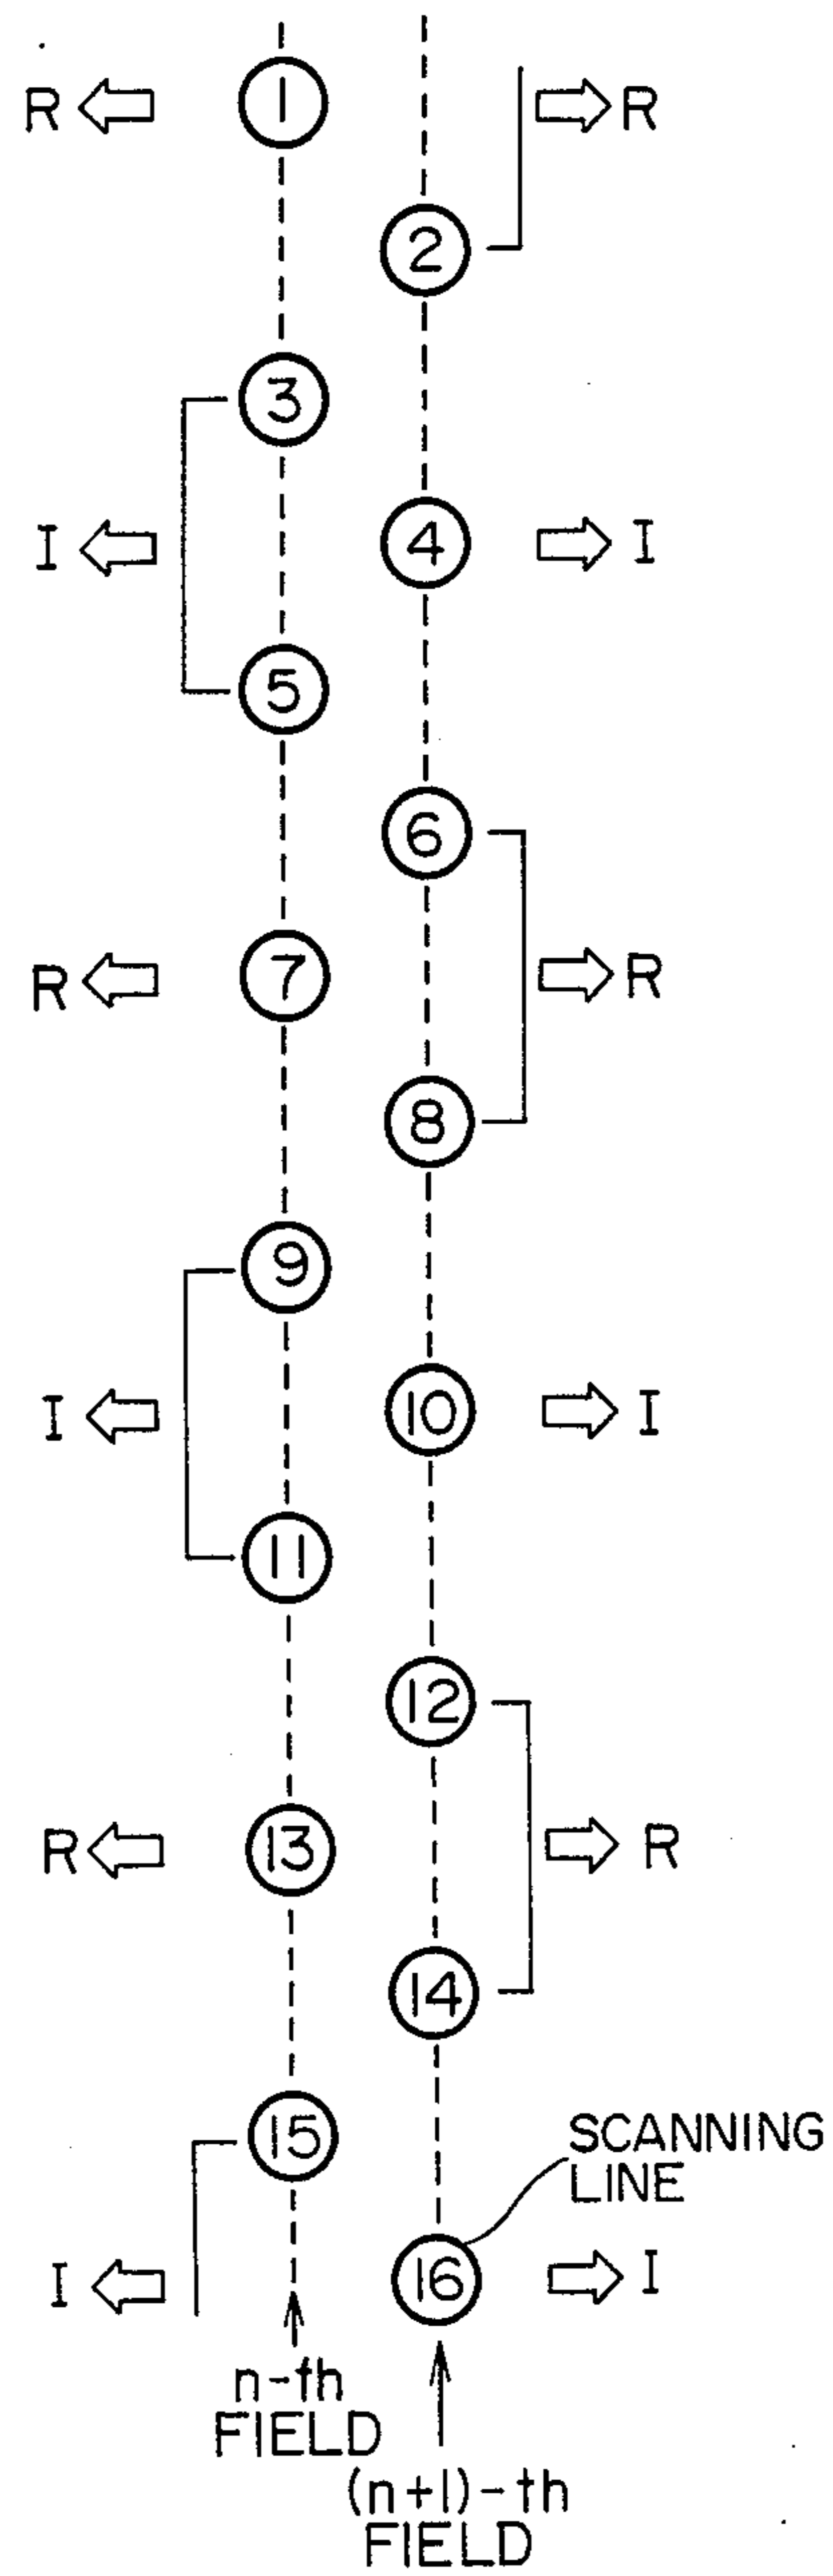 R 1 R
2
3
I 4 I
5
6
R 7 R
8
9
I 10 I
11
12
R 13 R
14
15
SCANNING
LINE
I 16 I
n-th
FIELD
(n+1)-th
FIELD